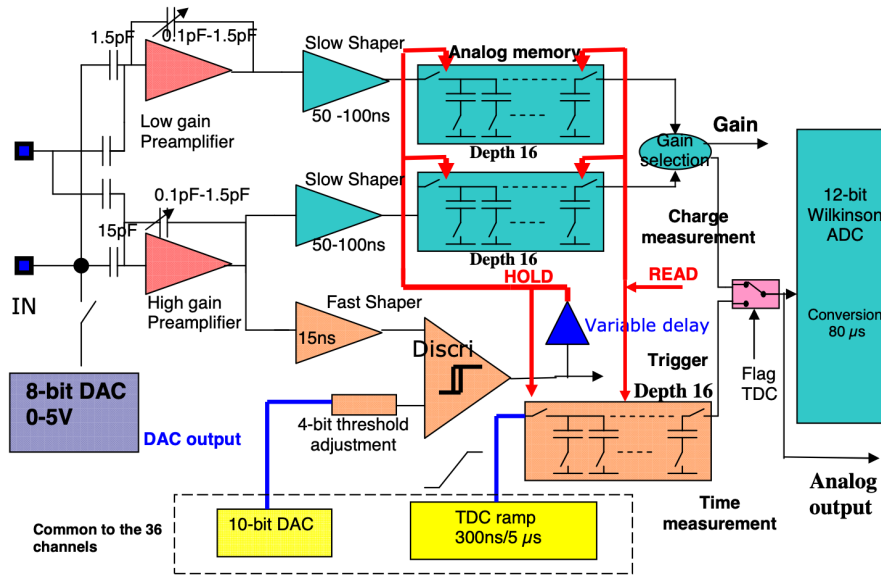 1.5pF
0.1pF-1.5pF
Low gain
Preamplifier
Slow Shaper
50 -100ns
Analog memory
Depth 16
Gain
selection
Gain
12-bit
Wilkinson
ADC
Conversion
80 µs
0.1pF-1.5pF
15pF
IN
High gain
Preamplifier
Slow Shaper
50-100ns
Depth 16
Charge
measurement
HOLD
READ
Fast Shaper
15ns
Discri
Variable delay
Trigger
Flag
TDC
8-bit DAC
0-5V
DAC output
4-bit threshold
adjustment
Depth 16
Analog
output
Time
measurement
Common to the 36
channels
10-bit DAC
TDC ramp
300ns/5 µs